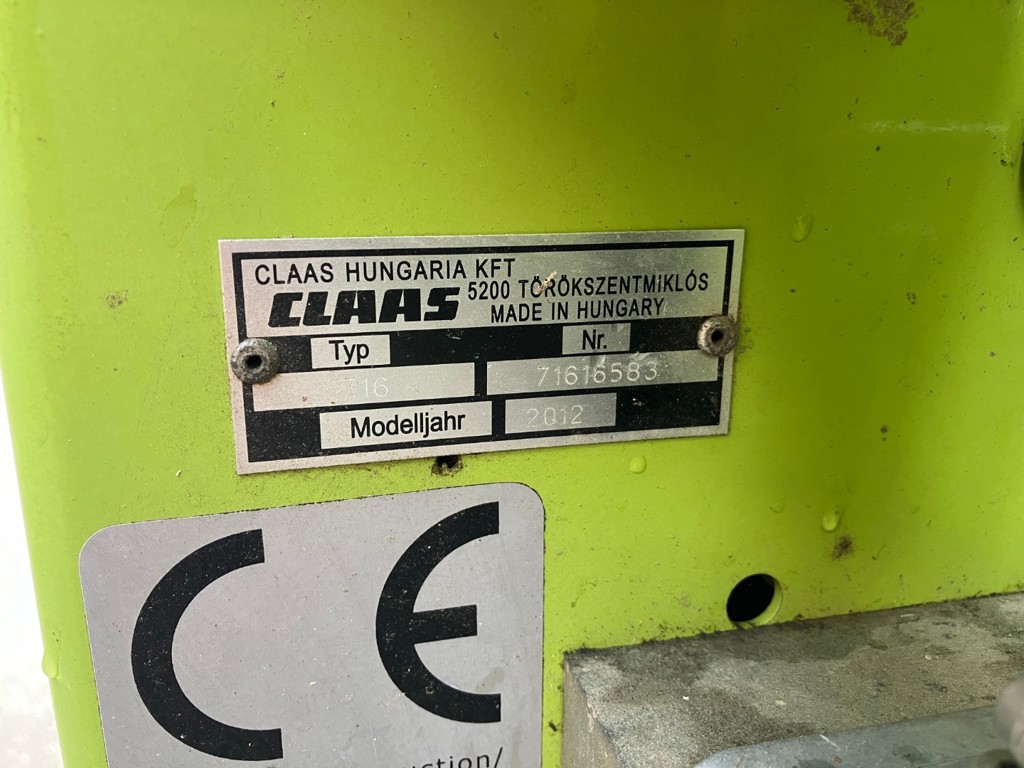 CLAAS HUNGARIA KFT
CLAAS 5200 TÖRÖKSZENTMiKLÓS
MADE IN HUNGARY
Typ Nr.
716 71616583
Modelljahr 2012
CE